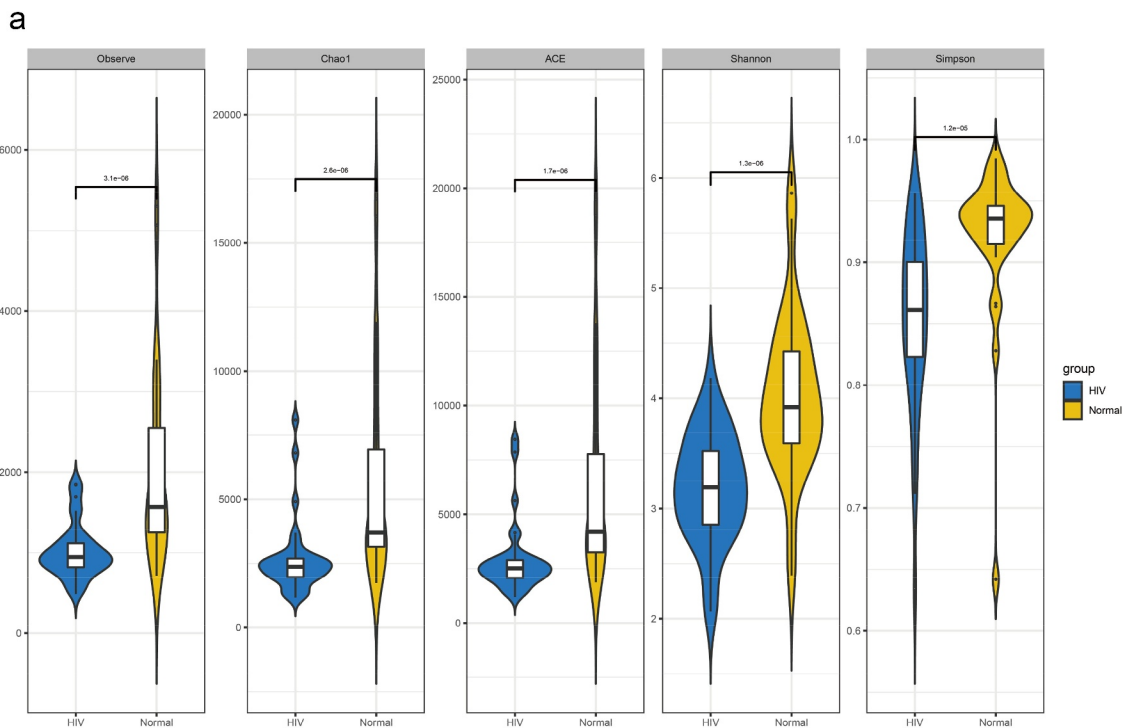 a
Observe
Chao1
ACE
Shannon
Simpson
6000
4000
2000
0
3.1e−06
HIV
Normal
20000
15000
10000
5000
0
2.6e−06
HIV
Normal
25000
20000
15000
10000
5000
0
1.7e−06
HIV
Normal
6
5
4
3
2
1.3e−06
HIV
Normal
1.0
0.9
0.8
0.7
0.6
1.2e−05
HIV
Normal
group
HIV
Normal